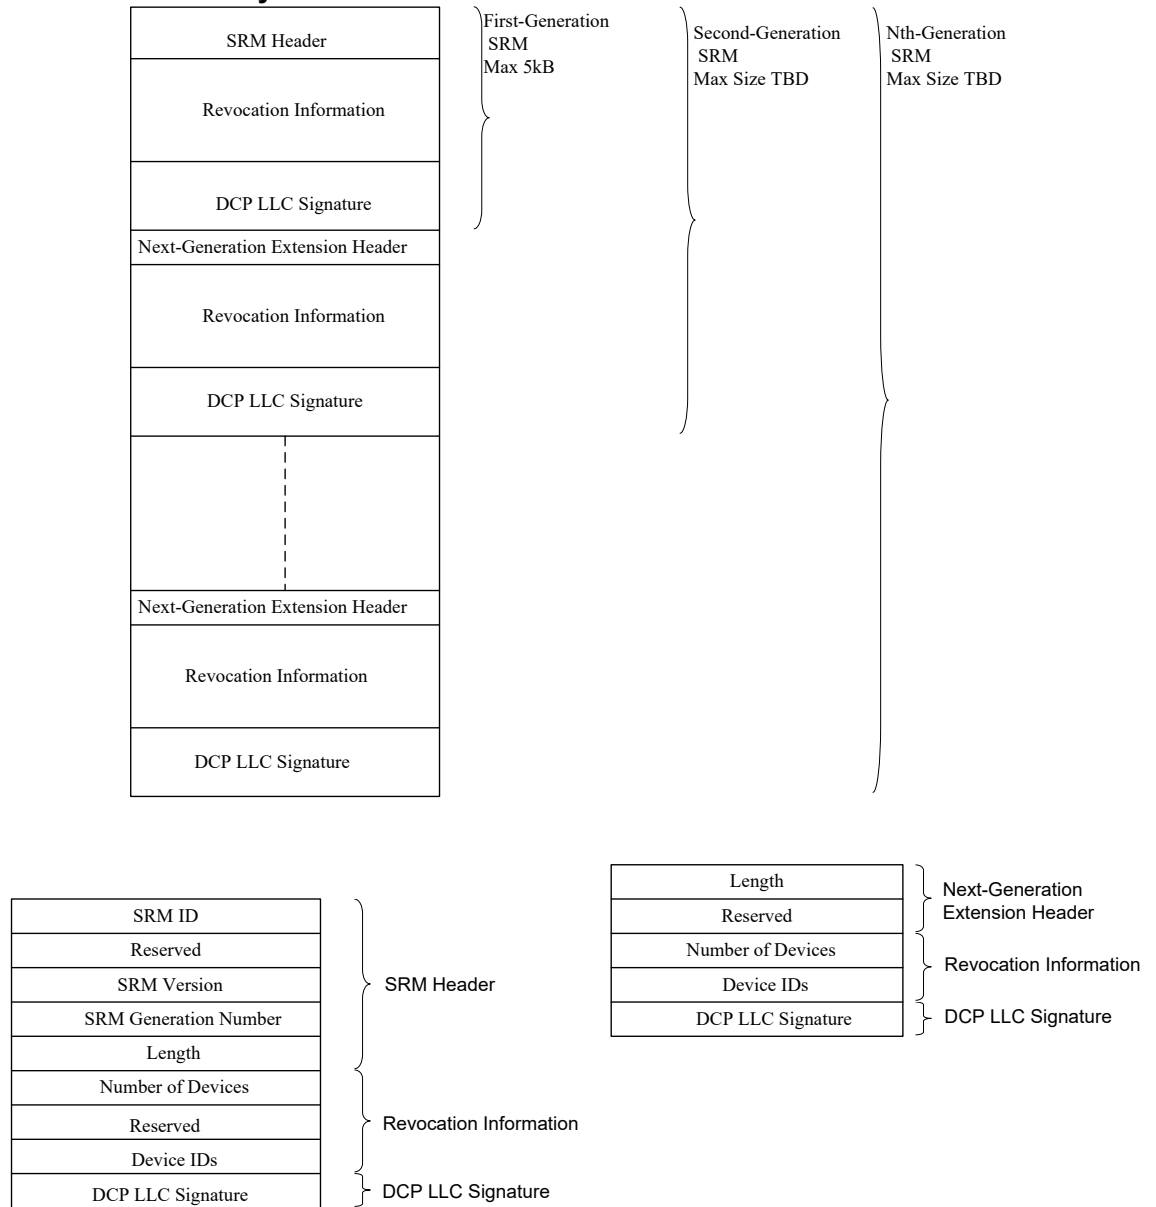 SRM Header
Revocation Information
DCP LLC Signature
Next-Generation Extension Header
Revocation Information
DCP LLC Signature
Next-Generation Extension Header
Revocation Information
DCP LLC Signature
First-Generation
SRM
Max 5kB
Second-Generation
SRM
Max Size TBD
Nth-Generation
SRM
Max Size TBD
SRM ID
Reserved
SRM Version
SRM Generation Number
Length
Number of Devices
Reserved
Device IDs
DCP LLC Signature
SRM Header
Revocation Information
DCP LLC Signature
Length
Reserved
Number of Devices
Device IDs
DCP LLC Signature
Next-Generation
Extension Header
Revocation Information
DCP LLC Signature